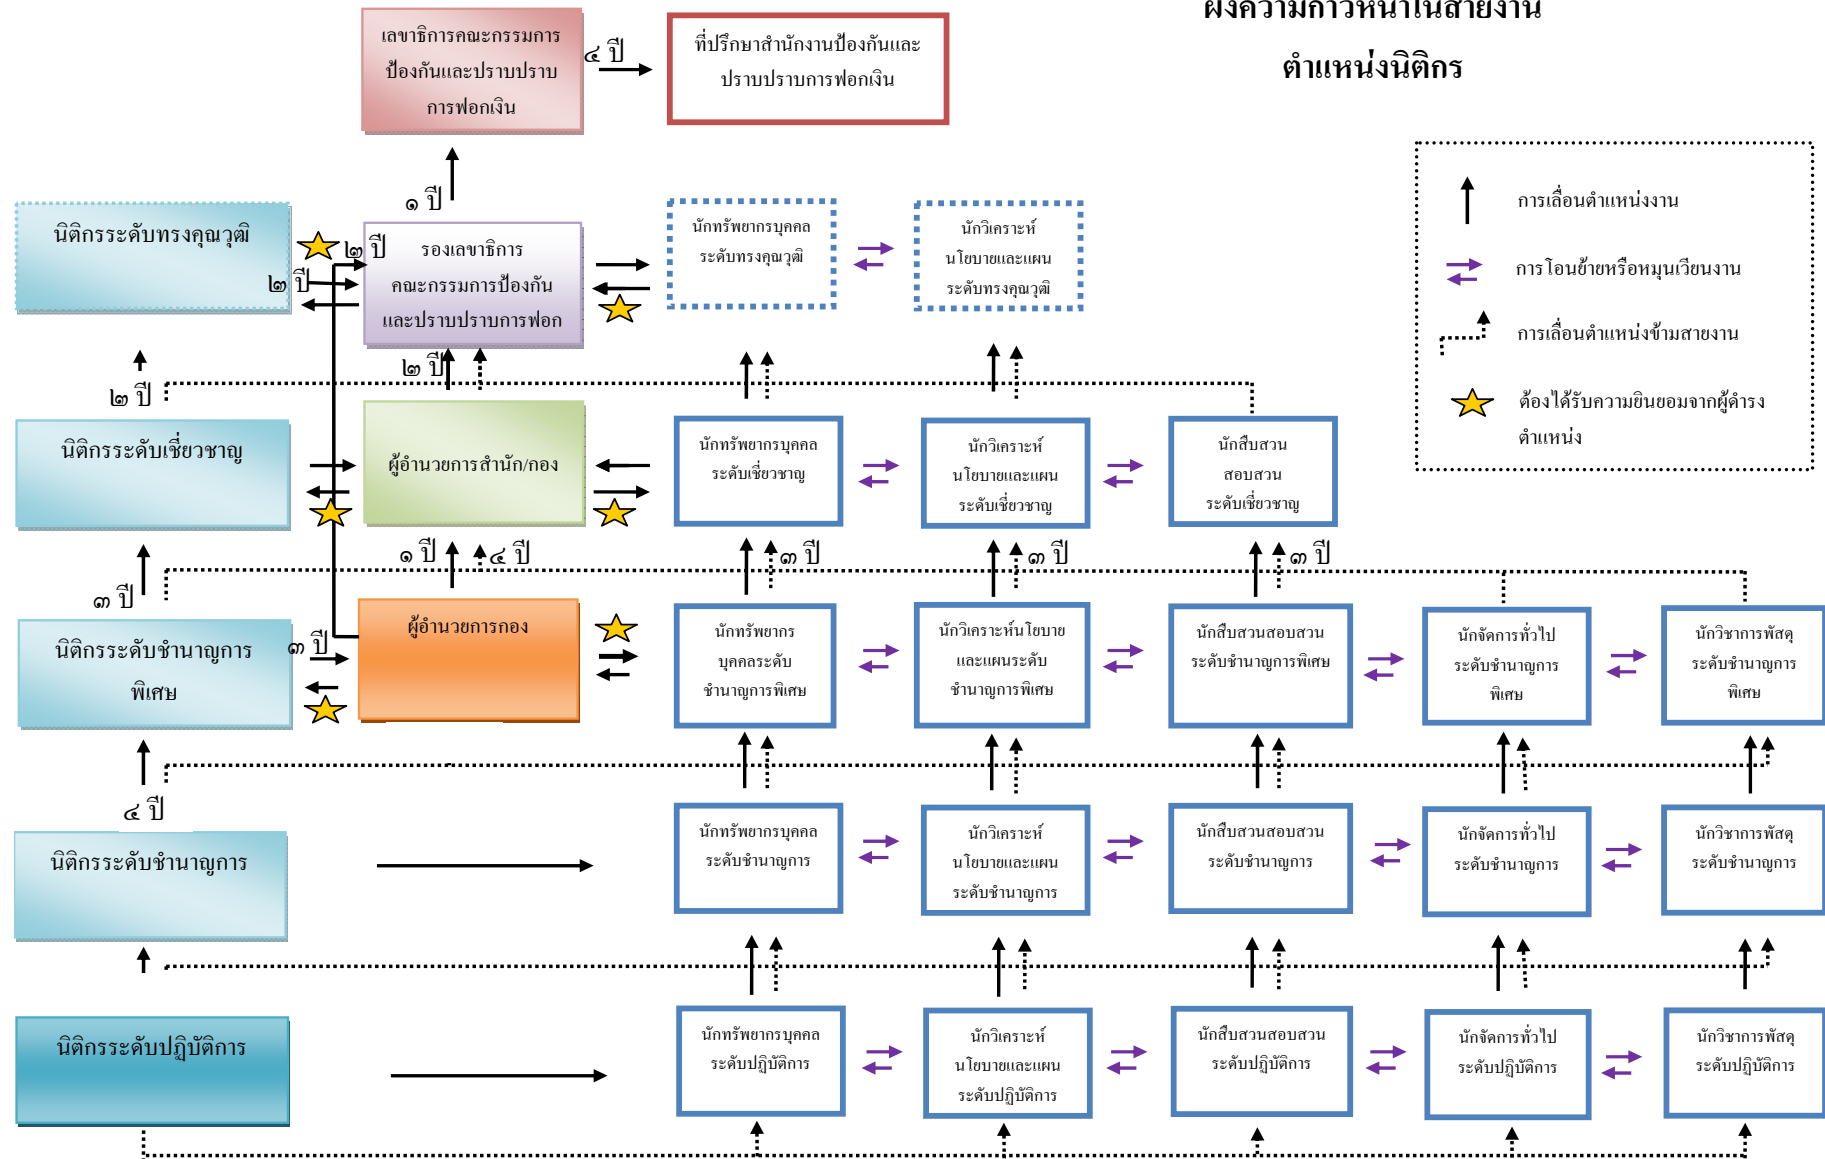 ผังความก้าวหน้าในสายงาน
ตำแหน่งนิติกร
เลขาธิการคณะกรรมการ
ป้องกันและปราบปราบ
การฟอกเงิน
๔ ปี
ที่ปรึกษาสำนักงานป้องกันและ
ปราบปราบการฟอกเงิน
การเลื่อนตำแหน่งงาน
การโอนย้ายหรือหมุนเวียนงาน
การเลื่อนตำแหน่งข้ามสายงาน
ต้องได้รับความยินยอมจากผู้ดำรง
ตำแหน่ง
๑ ปี
นิติกรระดับทรงคุณวุฒิ
๒ ปี
๒ ปี
รองเลขาธิการ
คณะกรรมการป้องกัน
และปราบปราบการฟอก
นักทรัพยากรบุคคล
ระดับทรงคุณวุฒิ
นักวิเคราะห์
นโยบายและแผน
ระดับทรงคุณวุฒิ
๒ ปี
๒ ปี
นิติกรระดับเชี่ยวชาญ
ผู้อำนวยการสำนัก/กอง
นักทรัพยากรบุคคล
ระดับเชี่ยวชาญ
นักวิเคราะห์
นโยบายและแผน
ระดับเชี่ยวชาญ
นักสืบสวน
สอบสวน
ระดับเชี่ยวชาญ
๓ ปี
๑ ปี
๔ ปี
๓ ปี
๓ ปี
๓ ปี
นิติกรระดับชำนาญการ
พิเศษ
๓ ปี
ผู้อำนวยการกอง
นักทรัพยากร
บุคคลระดับ
ชำนาญการพิเศษ
นักวิเคราะห์นโยบาย
และแผนระดับ
ชำนาญการพิเศษ
นักสืบสวนสอบสวน
ระดับชำนาญการพิเศษ
นักจัดการทั่วไป
ระดับชำนาญการ
พิเศษ
นักวิชาการพัสดุ
ระดับชำนาญการ
พิเศษ
๔ ปี
นิติกรระดับชำนาญการ
นักทรัพยากรบุคคล
ระดับชำนาญการ
นักวิเคราะห์
นโยบายและแผน
ระดับชำนาญการ
นักสืบสวนสอบสวน
ระดับชำนาญการ
นักจัดการทั่วไป
ระดับชำนาญการ
นักวิชาการพัสดุ
ระดับชำนาญการ
นิติกรระดับปฏิบัติการ
นักทรัพยากรบุคคล
ระดับปฏิบัติการ
นักวิเคราะห์
นโยบายและแผน
ระดับปฏิบัติการ
นักสืบสวนสอบสวน
ระดับปฏิบัติการ
นักจัดการทั่วไป
ระดับปฏิบัติการ
นักวิชาการพัสดุ
ระดับปฏิบัติการ